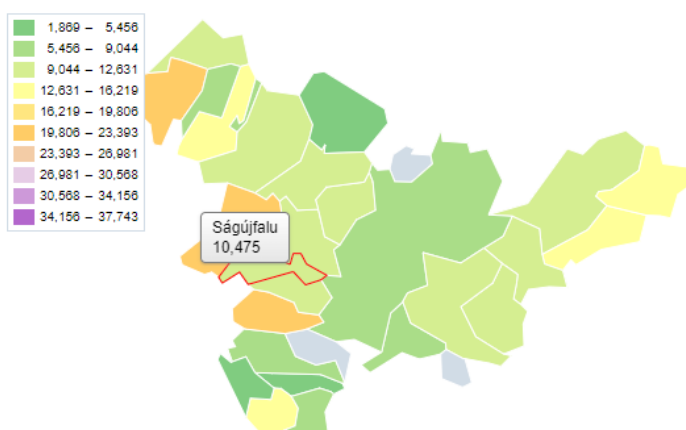 1,869 – 5,456
5,456 – 9,044
9,044 – 12,631
12,631 – 16,219
16,219 – 19,806
19,806 – 23,393
23,393 – 26,981
26,981 – 30,568
30,568 – 34,156
34,156 – 37,743
Ságújfalu
10,475